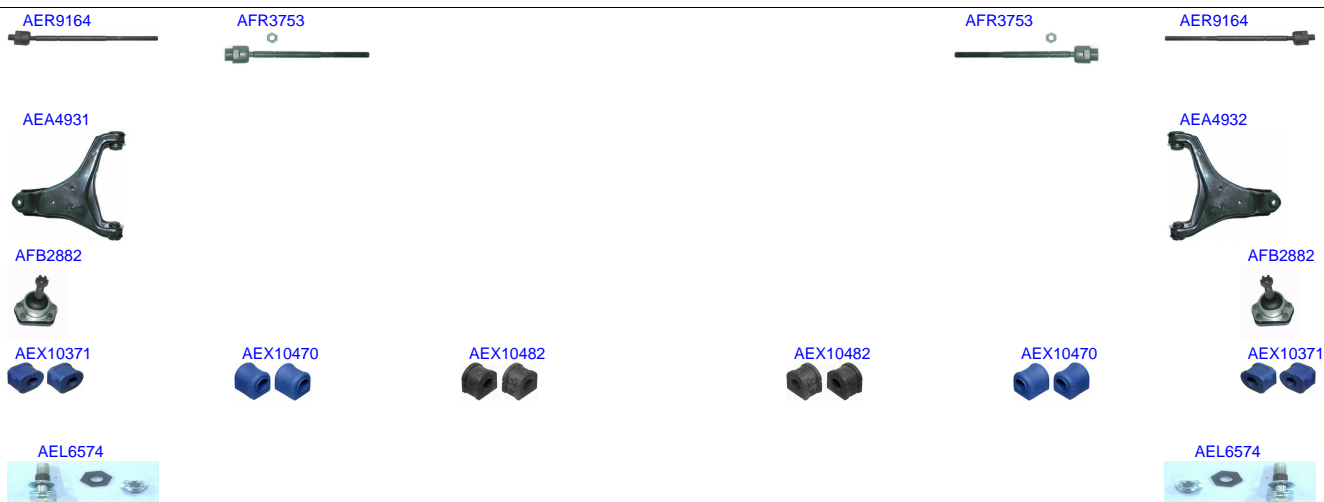 AER9164 AFR3753 AFR3753 AER9164
AEA4931 AEA4932
AFB2882 AFB2882
AEX10371 AEX10470 AEX10482 AEX10482 AEX10470 AEX10371
AEL6574 AEL6574